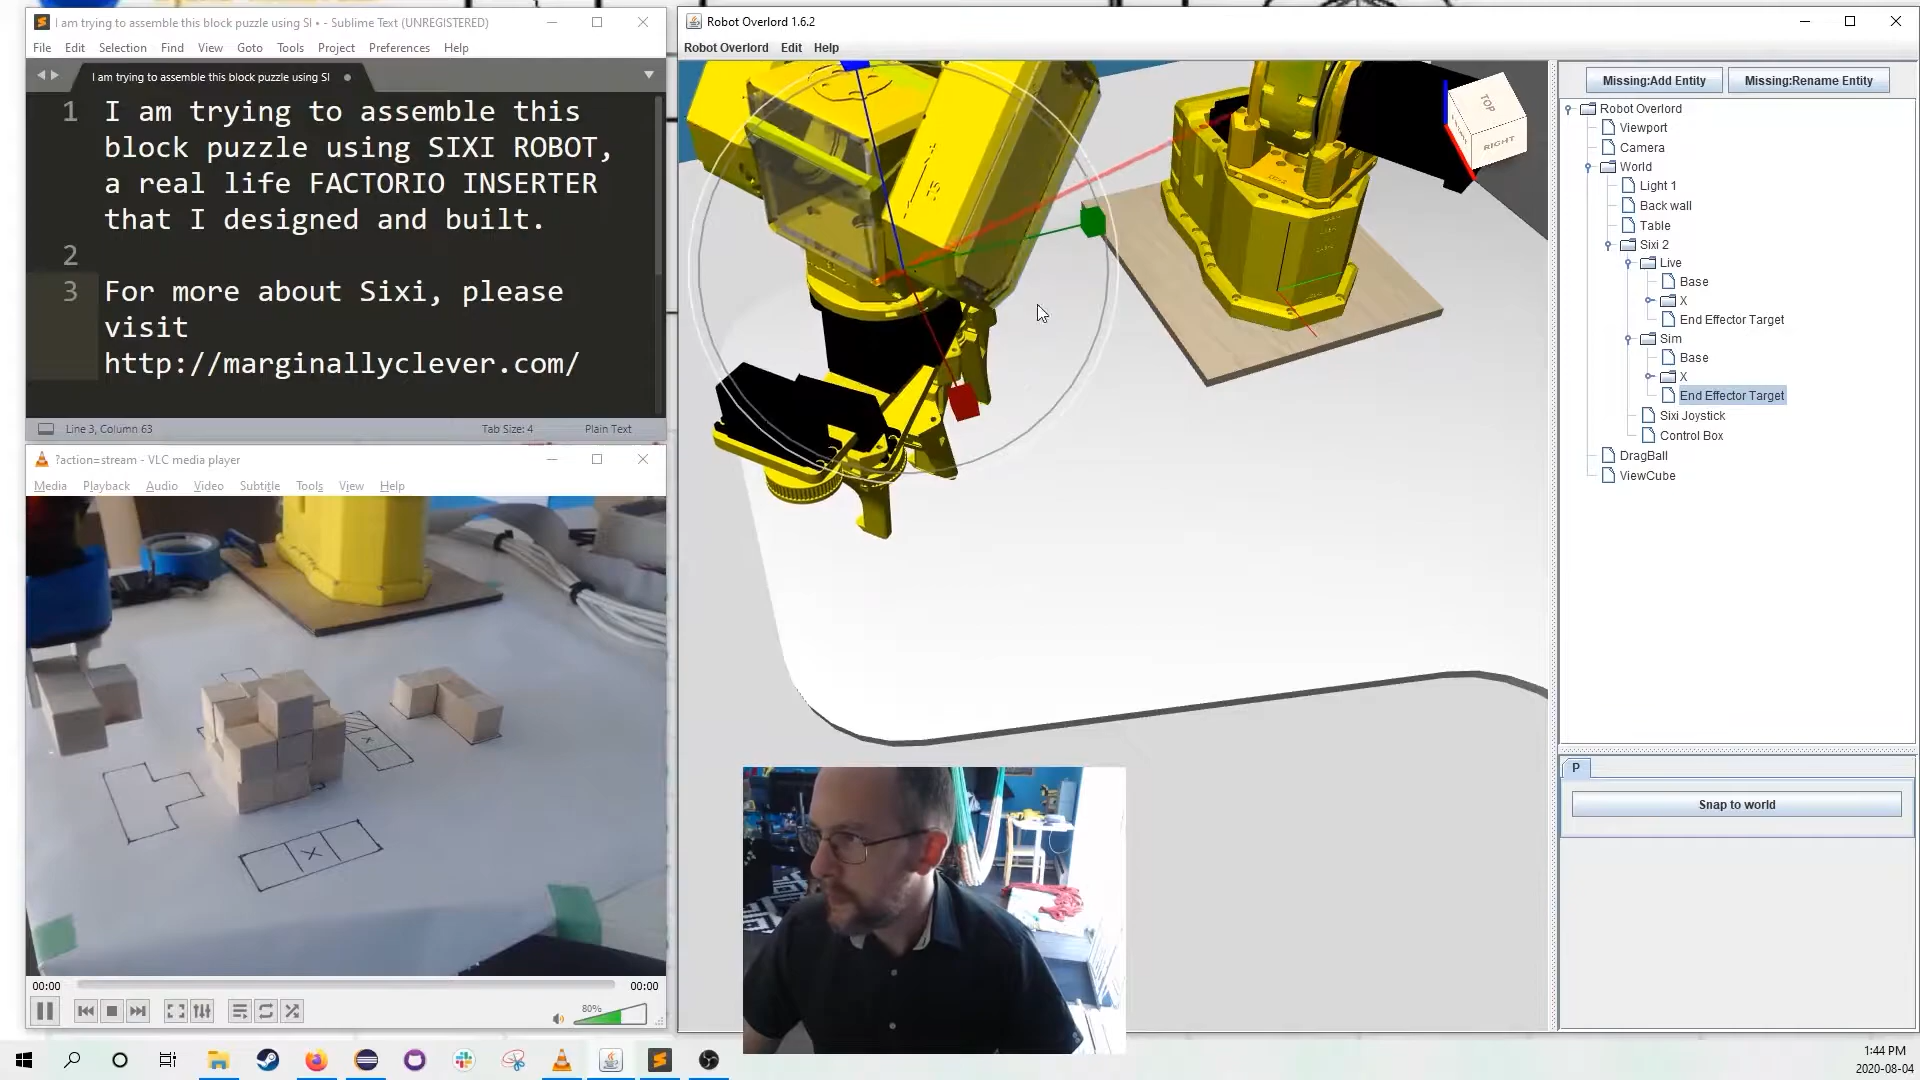 I am trying to assemble this block puzzle using SI • - Sublime Text (UNREGISTERED)
File Edit Selection Find View Goto Tools Project Preferences Help
I am trying to assemble this block puzzle using SI
1 I am trying to assemble this
block puzzle using SIXI ROBOT,
a real life FACTORIO INSERTER
that I designed and built.
2
3 For more about Sixi, please
visit
http://marginallyclever.com/
Line 3, Column 63 Tab Size: 4 Plain Text
?action=stream - VLC media player
Media Playback Audio Video Subtitle Tools View Help
X
X
00:00 00:00
80%
Robot Overlord 1.6.2
Robot Overlord Edit Help
TOP
RIGHT
Missing:Add Entity Missing:Rename Entity
Robot Overlord
Viewport
Camera
World
Light 1
Back wall
Table
Sixi 2
Live
Base
X
End Effector Target
Sim
Base
X
End Effector Target
Sixi Joystick
Control Box
DragBall
ViewCube
P
Snap to world
1:44 PM
2020-08-04